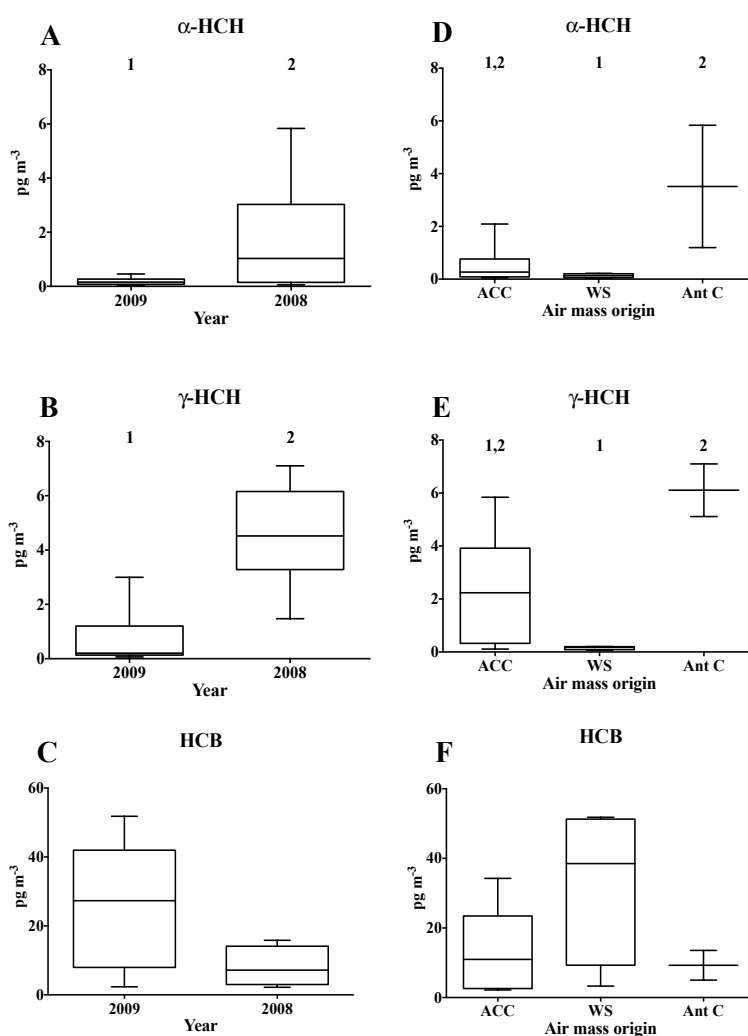 A
α-HCH
1 2
8
6
4
2
0
pg m⁻³
2009 2008
Year
D
α-HCH
1,2 1 2
8
6
4
2
0
pg m⁻³
ACC WS Ant C
Air mass origin
B
γ-HCH
1 2
8
6
4
2
0
pg m⁻³
2009 2008
Year
E
γ-HCH
1,2 1 2
8
6
4
2
0
pg m⁻³
ACC WS Ant C
Air mass origin
C
HCB
60
40
20
0
pg m⁻³
2009 2008
Year
F
HCB
60
40
20
0
pg m⁻³
ACC WS Ant C
Air mass origin